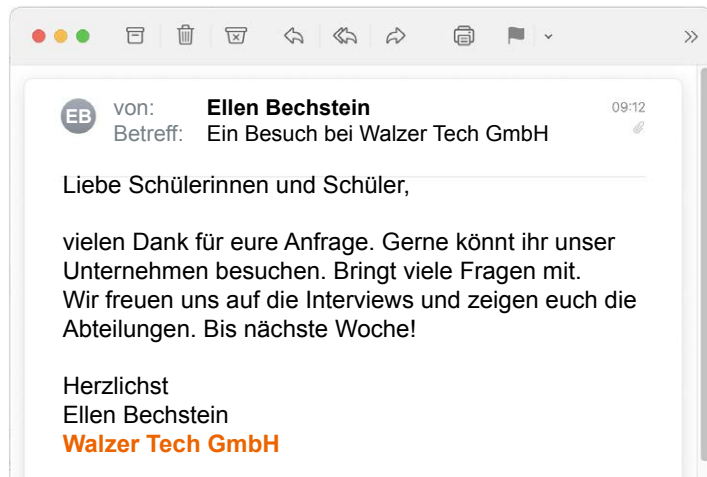 EB
von: Ellen Bechstein
09:12
Betreff: Ein Besuch bei Walzer Tech GmbH
Liebe Schülerinnen und Schüler,
vielen Dank für eure Anfrage. Gerne könnt ihr unser
Unternehmen besuchen. Bringt viele Fragen mit.
Wir freuen uns auf die Interviews und zeigen euch die
Abteilungen. Bis nächste Woche!
Herzlichst
Ellen Bechstein
Walzer Tech GmbH